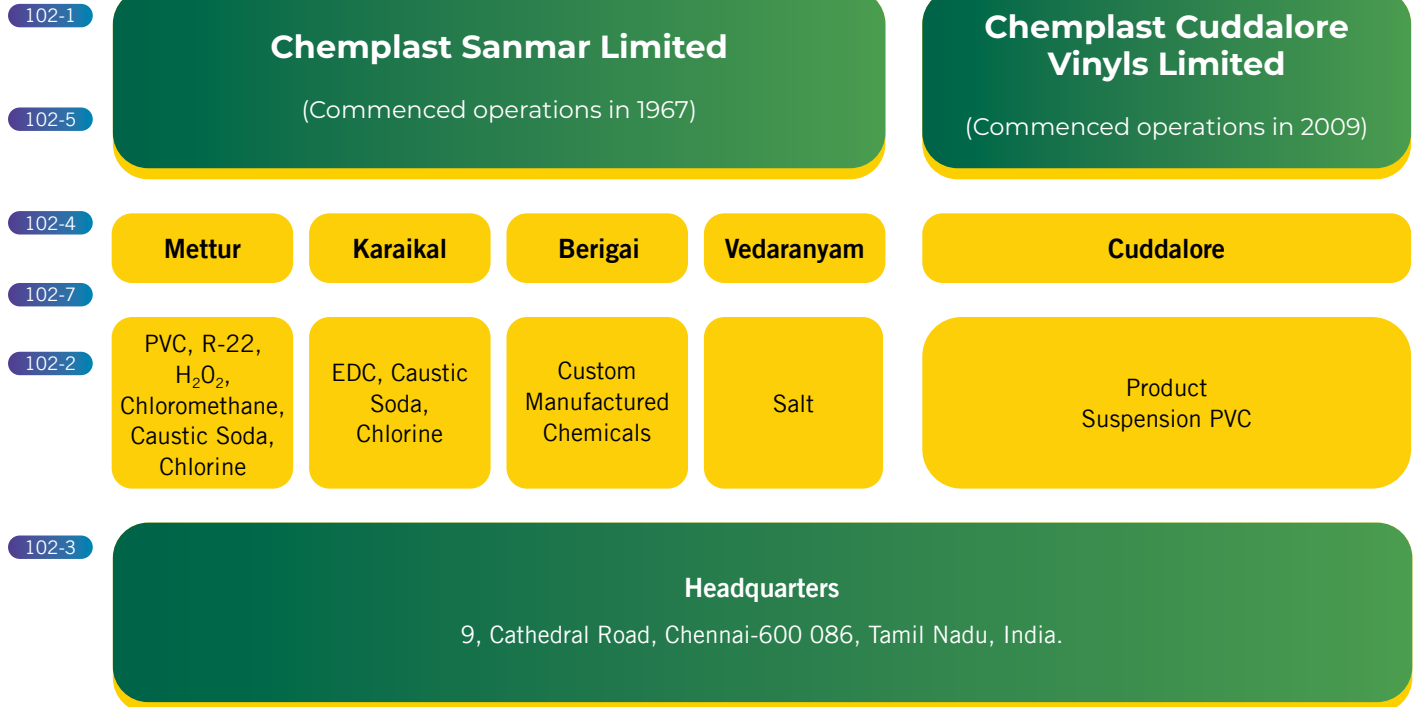 102-1
Chemplast Sanmar Limited
(Commenced operations in 1967)
Chemplast Cuddalore
Vinyls Limited
(Commenced operations in 2009)
102-5
102-4
Mettur
Karaikal
Berigai
Vedaranyam
Cuddalore
102-7
102-2
PVC, R-22,
H₂O₂,
Chloromethane,
Caustic Soda,
Chlorine
EDC, Caustic
Soda,
Chlorine
Custom
Manufactured
Chemicals
Salt
Product
Suspension PVC
102-3
Headquarters
9, Cathedral Road, Chennai-600 086, Tamil Nadu, India.